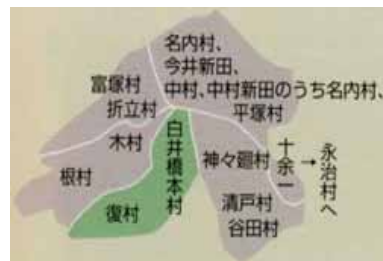 名内村、
今井新田、
中村、中村新田のうち名内村、
平塚村
富塚村
折立村
木村
根村
白井橋本村
復村
神々廻村
清戸村
谷田村
十余一
→
永治村へ